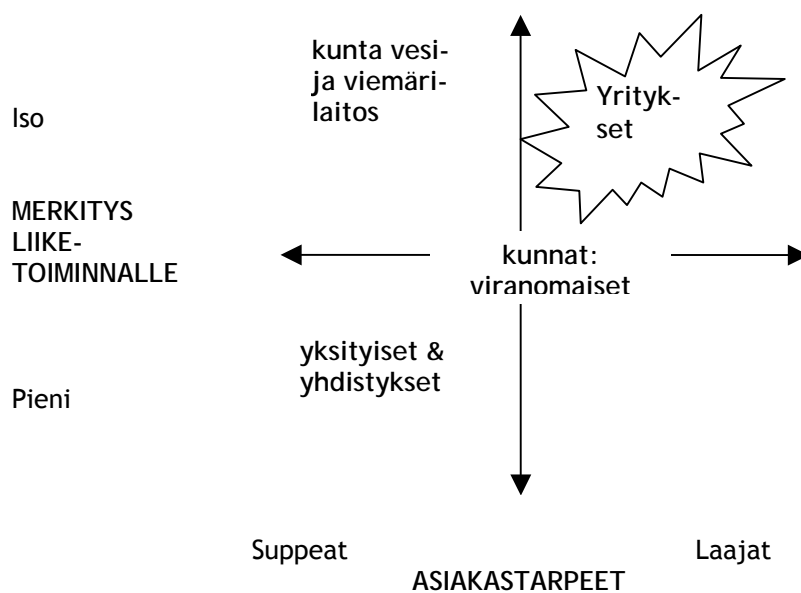 kunta vesi-
ja viemäri-
laitos
Yrityk-
set
Iso
MERKITYS
LIIKE-
TOIMINNALLE
kunnat:
viranomaiset
yksityiset &
yhdistykset
Pieni
Suppeat
Laajat
ASIAKASTARPEET